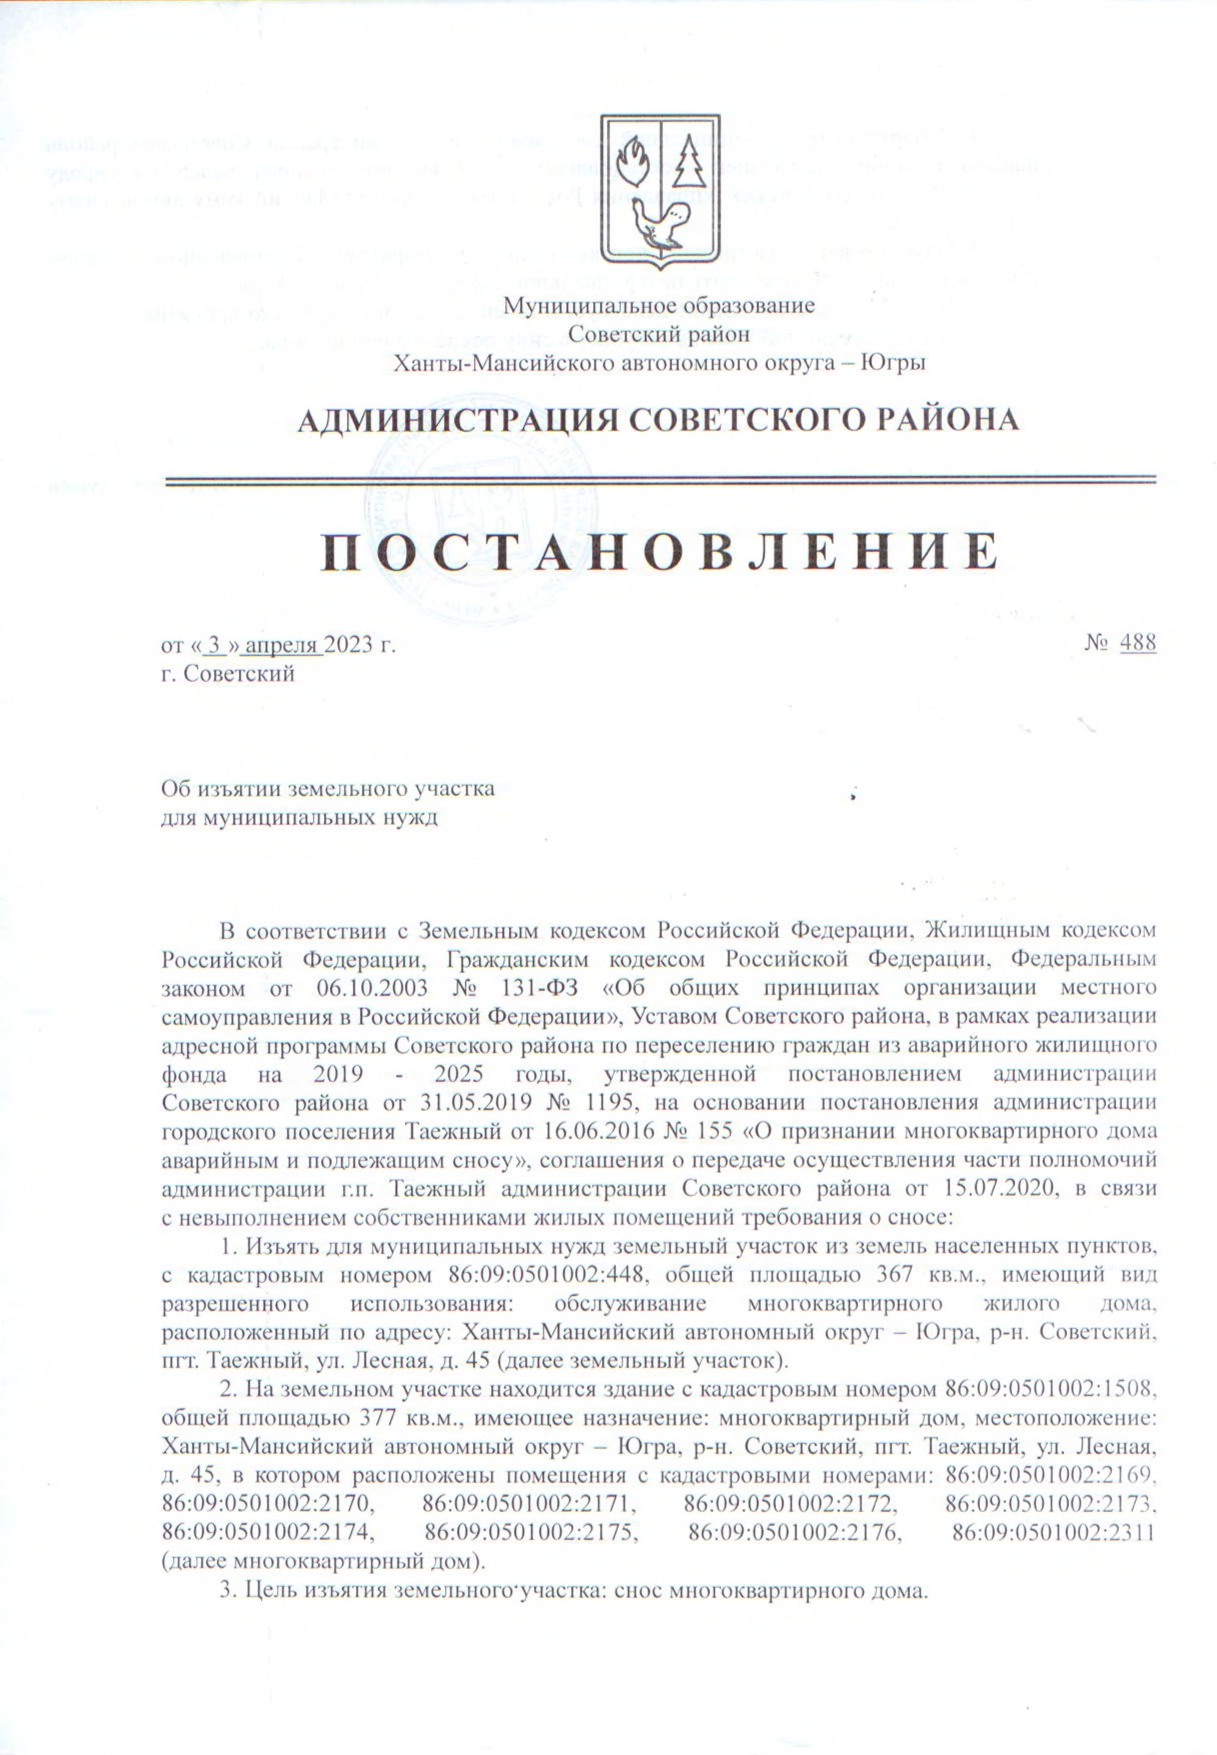 Муниципальное образование
Советский район
Ханты-Мансийского автономного округа – Югры
АДМИНИСТРАЦИЯ СОВЕТСКОГО РАЙОНА
ПОСТАНОВЛЕНИЕ
от « 3 » апреля 2023 г. № 488
г. Советский
Об изъятии земельного участка
для муниципальных нужд
В соответствии с Земельным кодексом Российской Федерации, Жилищным кодексом
Российской Федерации, Гражданским кодексом Российской Федерации, Федеральным
законом от 06.10.2003 № 131-ФЗ «Об общих принципах организации местного
самоуправления в Российской Федерации», Уставом Советского района, в рамках реализации
адресной программы Советского района по переселению граждан из аварийного жилищного
фонда на 2019 - 2025 годы, утвержденной постановлением администрации
Советского района от 31.05.2019 № 1195, на основании постановления администрации
городского поселения Таежный от 16.06.2016 № 155 «О признании многоквартирного дома
аварийным и подлежащим сносу», соглашения о передаче осуществления части полномочий
администрации г.п. Таежный администрации Советского района от 15.07.2020, в связи
с невыполнением собственниками жилых помещений требования о сносе:
1. Изъять для муниципальных нужд земельный участок из земель населенных пунктов,
с кадастровым номером 86:09:0501002:448, общей площадью 367 кв.м., имеющий вид
разрешенного использования: обслуживание многоквартирного жилого дома,
расположенный по адресу: Ханты-Мансийский автономный округ – Югра, р-н. Советский,
пгт. Таежный, ул. Лесная, д. 45 (далее земельный участок).
2. На земельном участке находится здание с кадастровым номером 86:09:0501002:1508,
общей площадью 377 кв.м., имеющее назначение: многоквартирный дом, местоположение:
Ханты-Мансийский автономный округ – Югра, р-н. Советский, пгт. Таежный, ул. Лесная,
д. 45, в котором расположены помещения с кадастровыми номерами: 86:09:0501002:2169,
86:09:0501002:2170, 86:09:0501002:2171, 86:09:0501002:2172, 86:09:0501002:2173,
86:09:0501002:2174, 86:09:0501002:2175, 86:09:0501002:2176, 86:09:0501002:2311
(далее многоквартирный дом).
3. Цель изъятия земельного участка: снос многоквартирного дома.